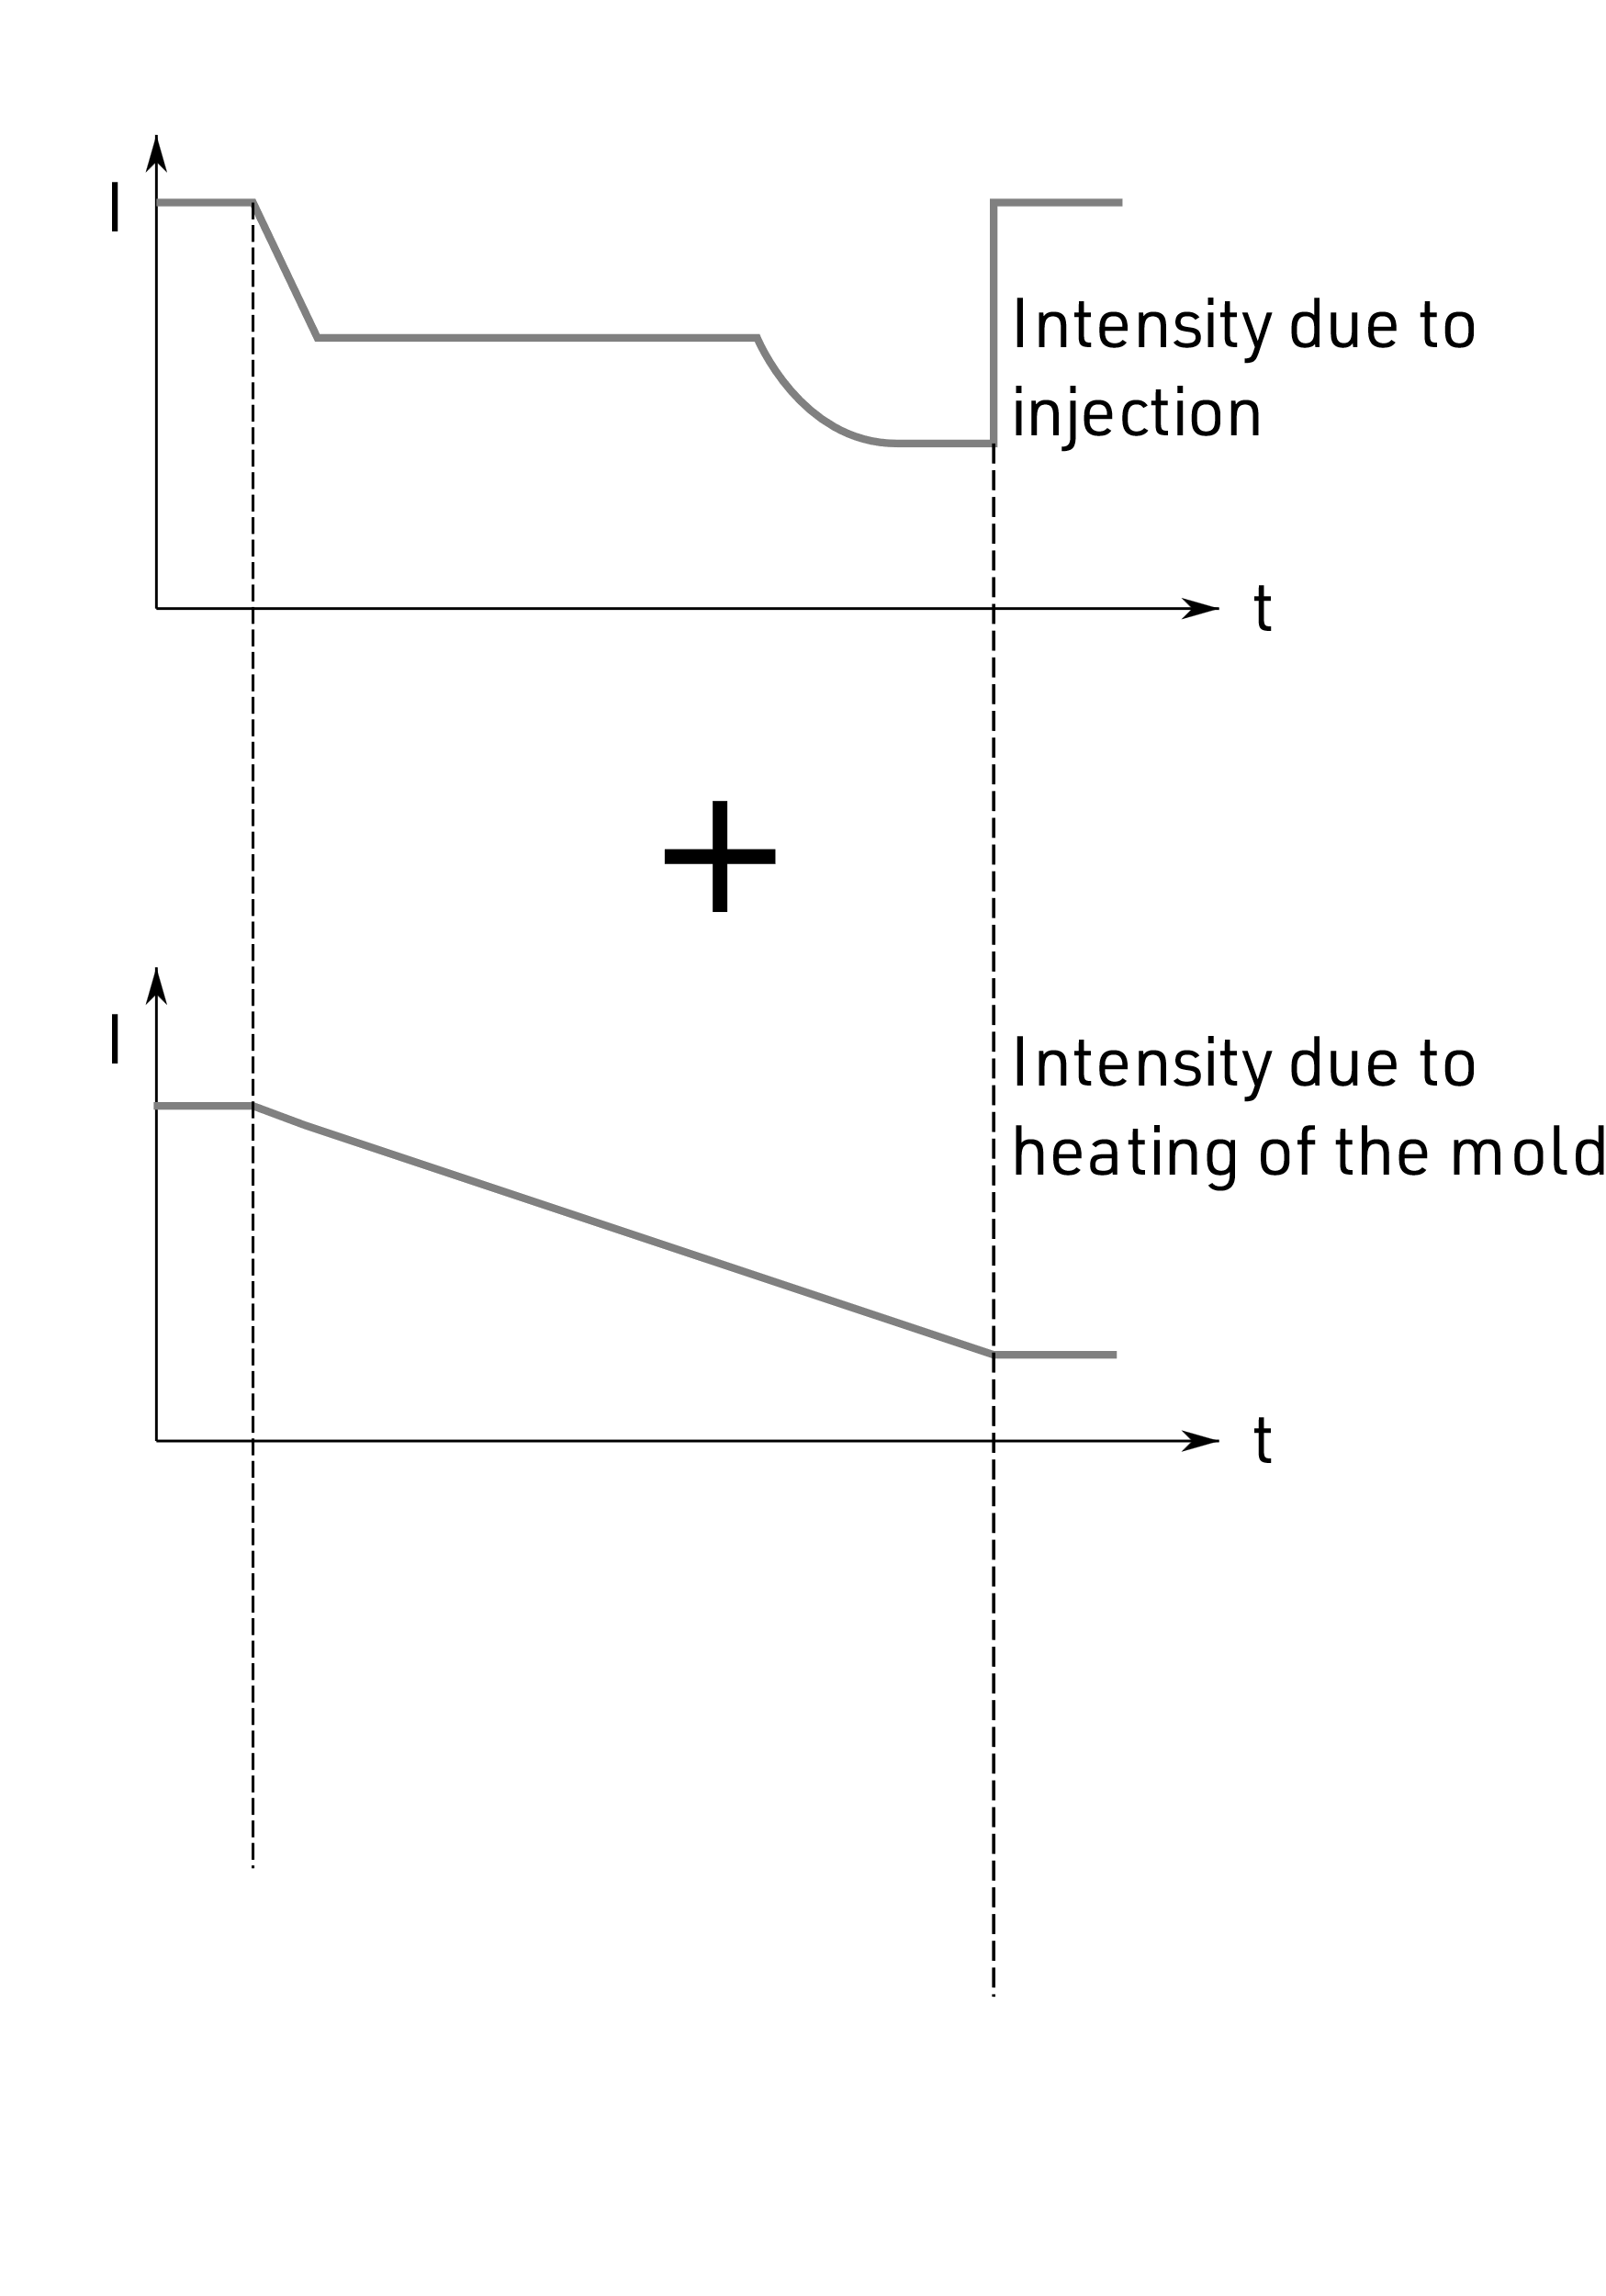 I
Intensity due to
injection
t
+
I
Intensity due to
heating of the mold
t